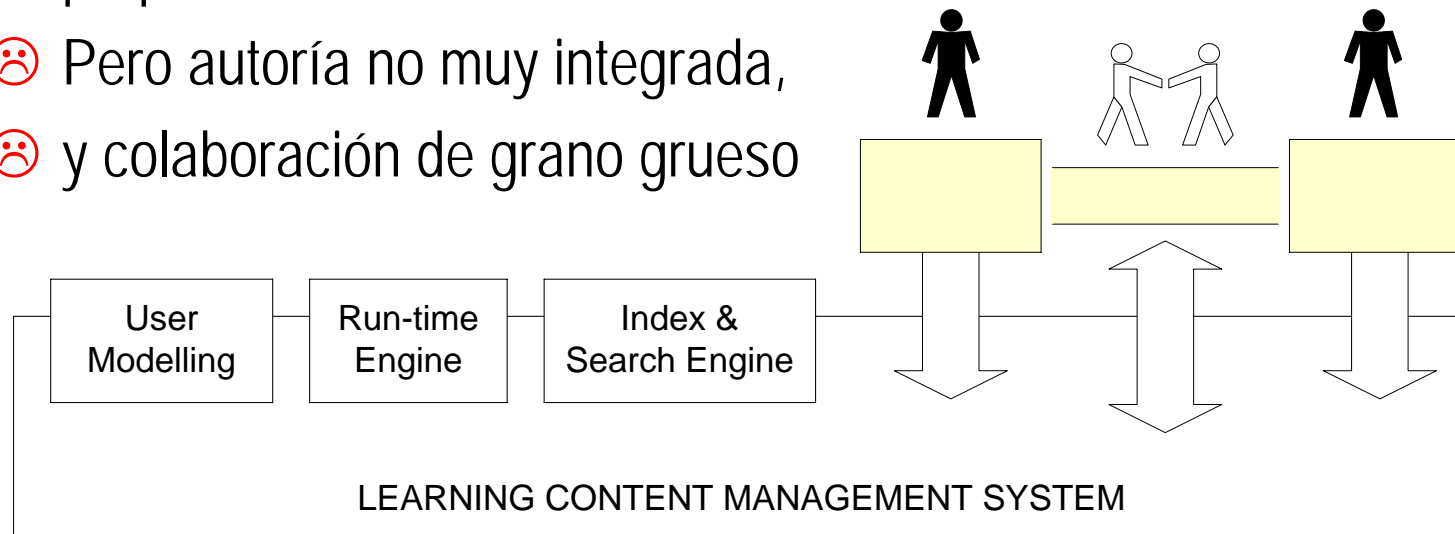 Pero autoría no muy integrada,
y colaboración de grano grueso
User
Modelling
Run-time
Engine
Index &
Search Engine
LEARNING CONTENT MANAGEMENT SYSTEM